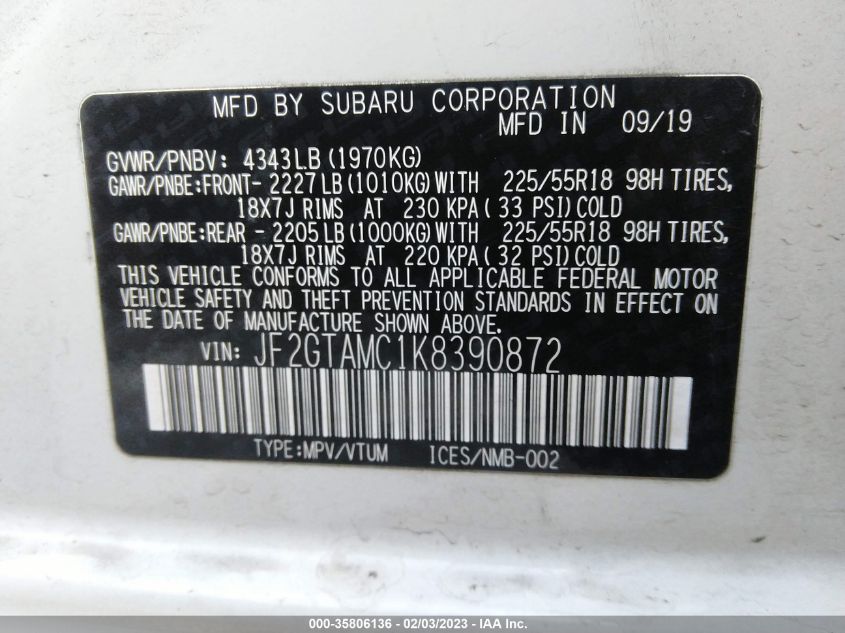 MFD BY SUBARU CORPORATION
MFD IN 09/19
GVWR/PNBV: 4343LB (1970KG)
GAWR/PNBE:FRONT- 2227LB(1010KG)WITH 225/55R18 98H TIRES,
18X7J RIMS AT 230 KPA( 33 PSI)COLD
GAWR/PNBE:REAR - 2205LB(1000KG)WITH 225/55R18 98H TIRES,
18X7J RIMS AT 220 KPA( 32 PSI)COLD
THIS VEHICLE CONFORMS TO ALL APPLICABLE FEDERAL MOTOR
VEHICLE SAFETY AND THEFT PREVENTION STANDARDS IN EFFECT ON
THE DATE OF MANUFACTURE SHOWN ABOVE.
VIN: JF2GTAMC1K8390872
TYPE:MPV/VTUM ICES/NMB-002
000-35806136 - 02/03/2023 - IAA Inc.